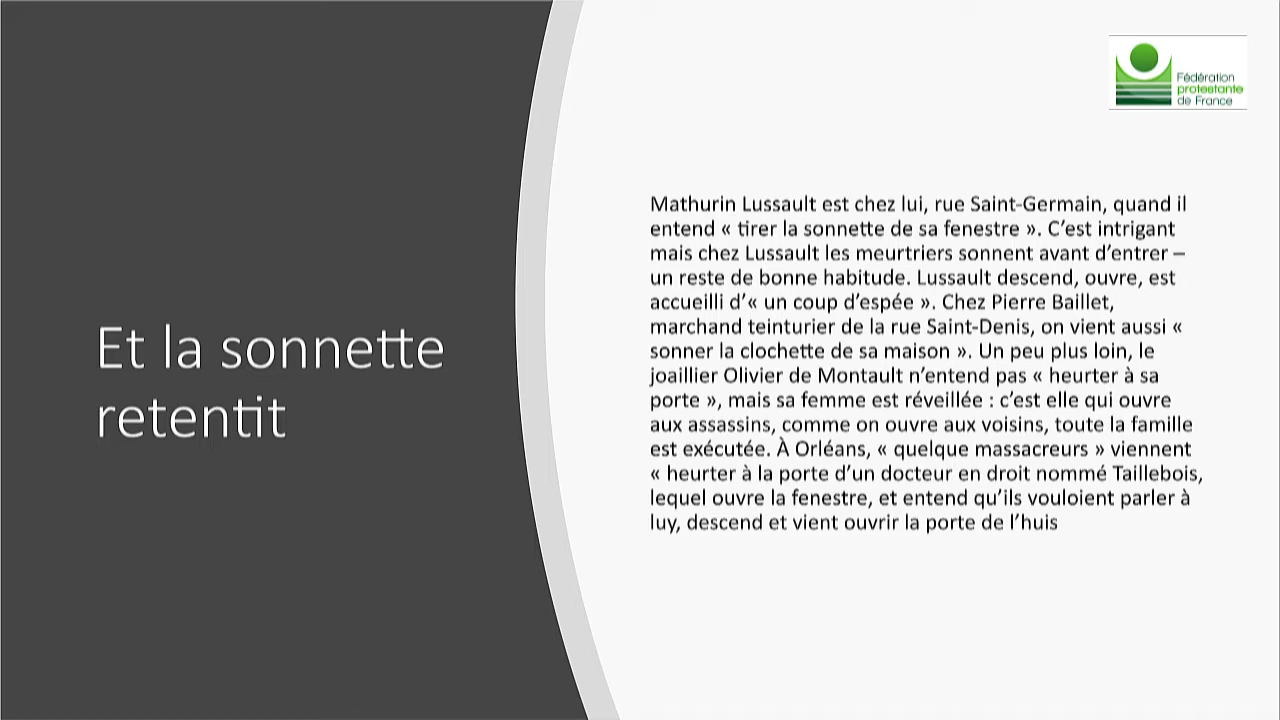 Fédération
protestante
de France
Et la sonnette
retentit
Mathurin Lussault est chez lui, rue Saint-Germain, quand il
entend « tirer la sonnette de sa fenestre ». C’est intrigant
mais chez Lussault les meurtriers sonnent avant d’entrer –
un reste de bonne habitude. Lussault descend, ouvre, est
accueilli d’« un coup d’espée ». Chez Pierre Baillet,
marchand teinturier de la rue Saint-Denis, on vient aussi «
sonner la clochette de sa maison ». Un peu plus loin, le
joaillier Olivier de Montault n’entend pas « heurter à sa
porte », mais sa femme est réveillée : c’est elle qui ouvre
aux assassins, comme on ouvre aux voisins, toute la famille
est exécutée. À Orléans, « quelque massacreurs » viennent
« heurter à la porte d’un docteur en droit nommé Taillebois,
lequel ouvre la fenestre, et entend qu’ils vouloient parler à
luy, descend et vient ouvrir la porte de l’huis